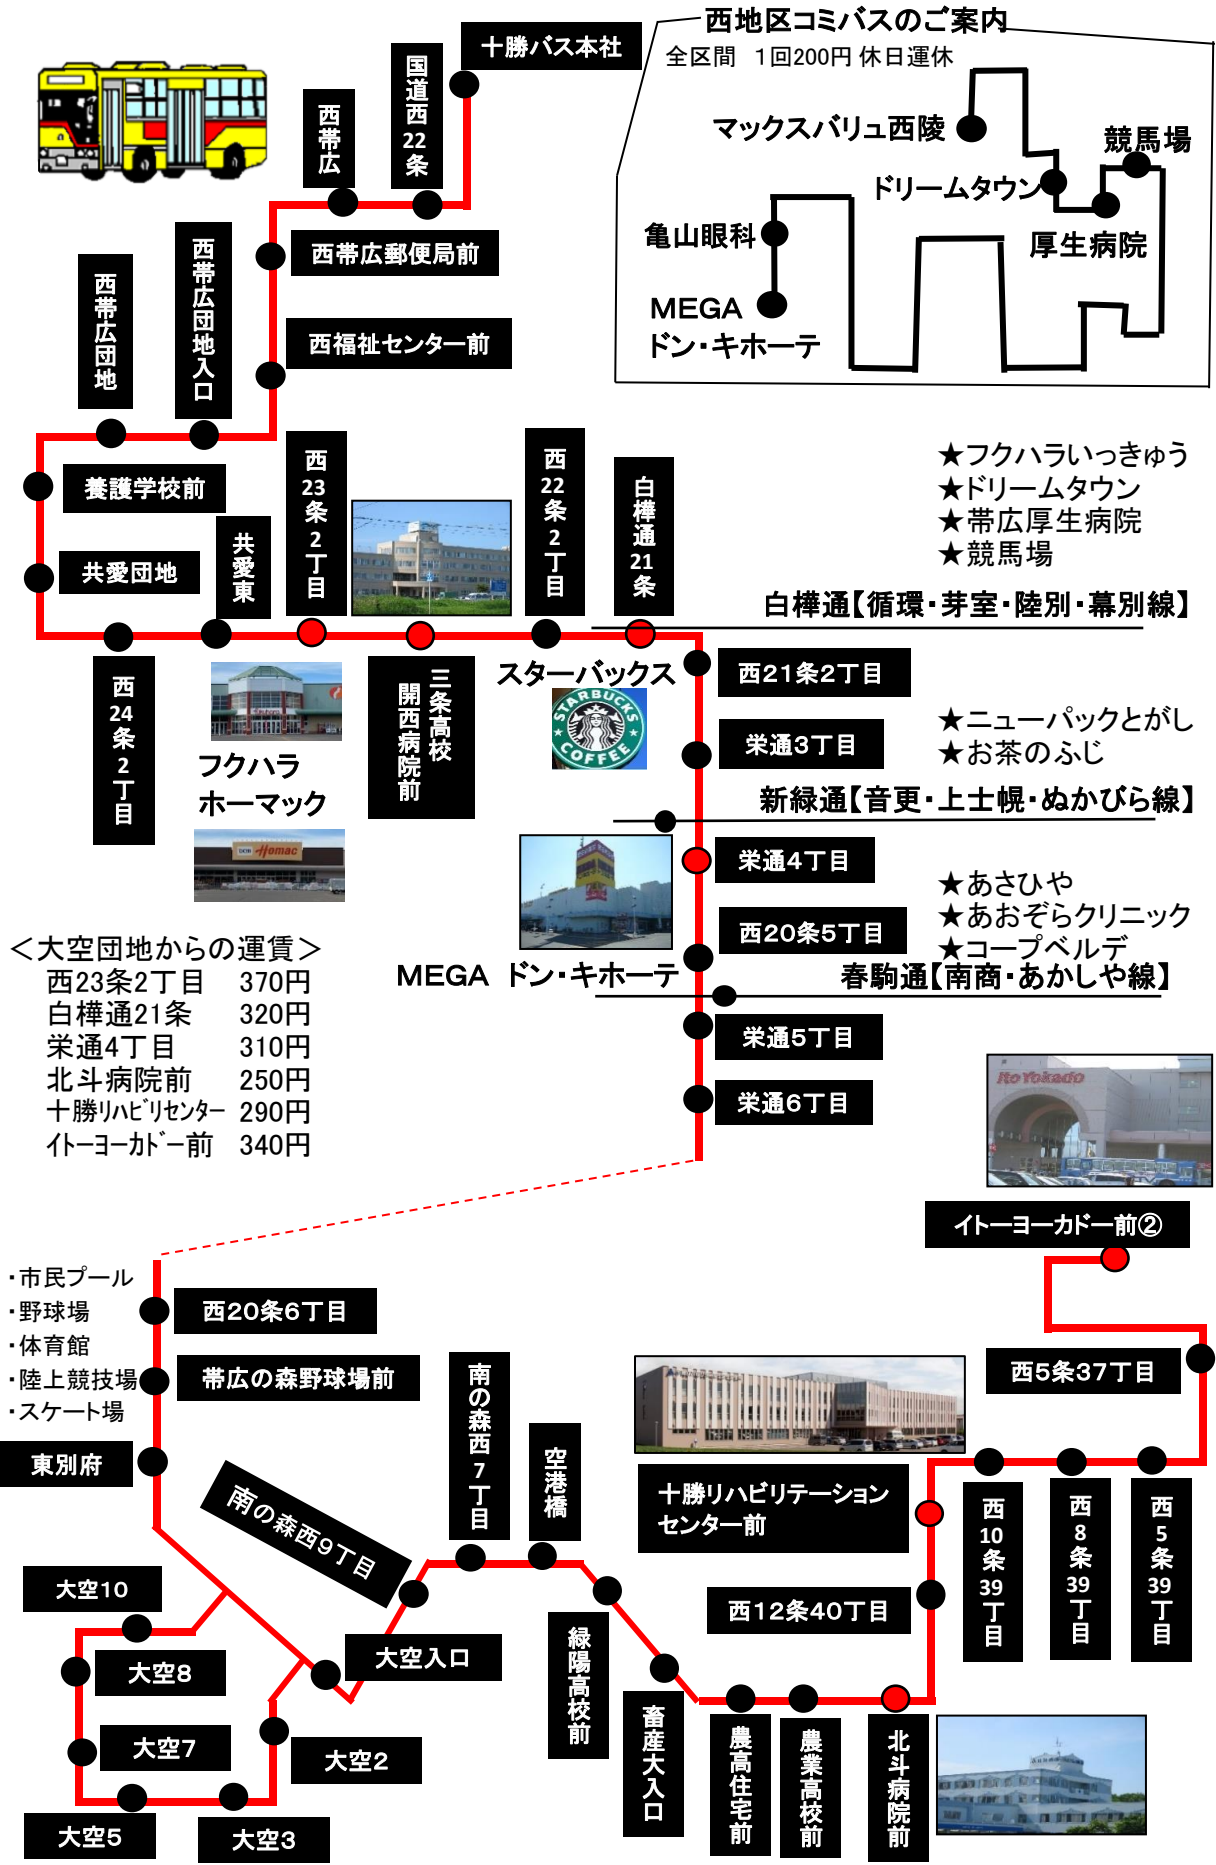 西地区コミバスのご案内
全区間 1回200円 休日運休
マックスバリュ西陵
競馬場
ドリームタウン
厚生病院
亀山眼科
MEGA
ドン・キホーテ
十勝バス本社
国道西22条
西帯広
西帯広郵便局前
西福祉センター前
西帯広団地入口
西帯広団地
養護学校前
共愛団地
共愛東
西24条2丁目
西23条2丁目
三条高校
開西病院前
西22条2丁目
白樺通21条
フクハラ
ホーマック
Homac
スターバックス
STARBUCKS
COFFEE
★フクハラいっきゅう
★ドリームタウン
★帯広厚生病院
★競馬場
白樺通【循環・芽室・陸別・幕別線】
西21条2丁目
栄通3丁目
★ニューパックとがし
★お茶のふじ
新緑通【音更・上士幌・ぬかびら線】
栄通4丁目
西20条5丁目
★あさひや
★あおぞらクリニック
★コープベルデ
MEGA ドン・キホーテ
春駒通【南商・あかしや線】
栄通5丁目
栄通6丁目
＜大空団地からの運賃＞
西23条2丁目 370円
白樺通21条 320円
栄通4丁目 310円
北斗病院前 250円
十勝リハビリセンター 290円
イトーヨーカドー前 340円
Ito Yokado
イトーヨーカドー前②
・市民プール
・野球場
・体育館
・陸上競技場
・スケート場
西20条6丁目
帯広の森野球場前
東別府
大空10
大空8
大空7
大空5
大空3
大空2
大空入口
南の森西9丁目
南の森西7丁目
空港橋
緑陽高校前
畜産大入口
農高住宅前
農業高校前
北斗病院前
西12条40丁目
十勝リハビリテーション
センター前
西10条39丁目
西8条39丁目
西5条39丁目
西5条37丁目